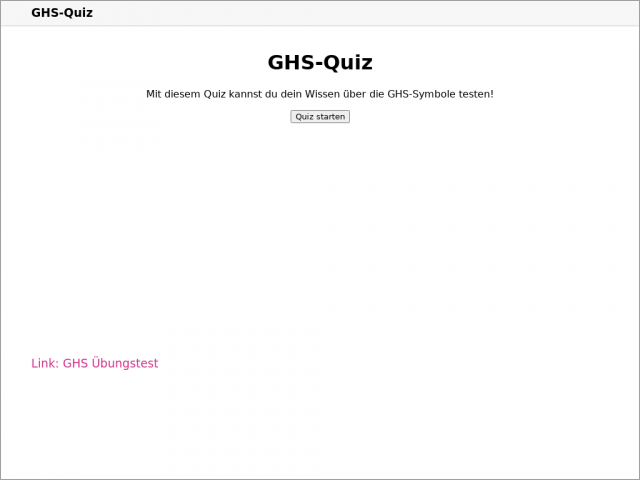 GHS-Quiz
GHS-Quiz
Mit diesem Quiz kannst du dein Wissen über die GHS-Symbole testen!
Quiz starten
Link: GHS Übungstest